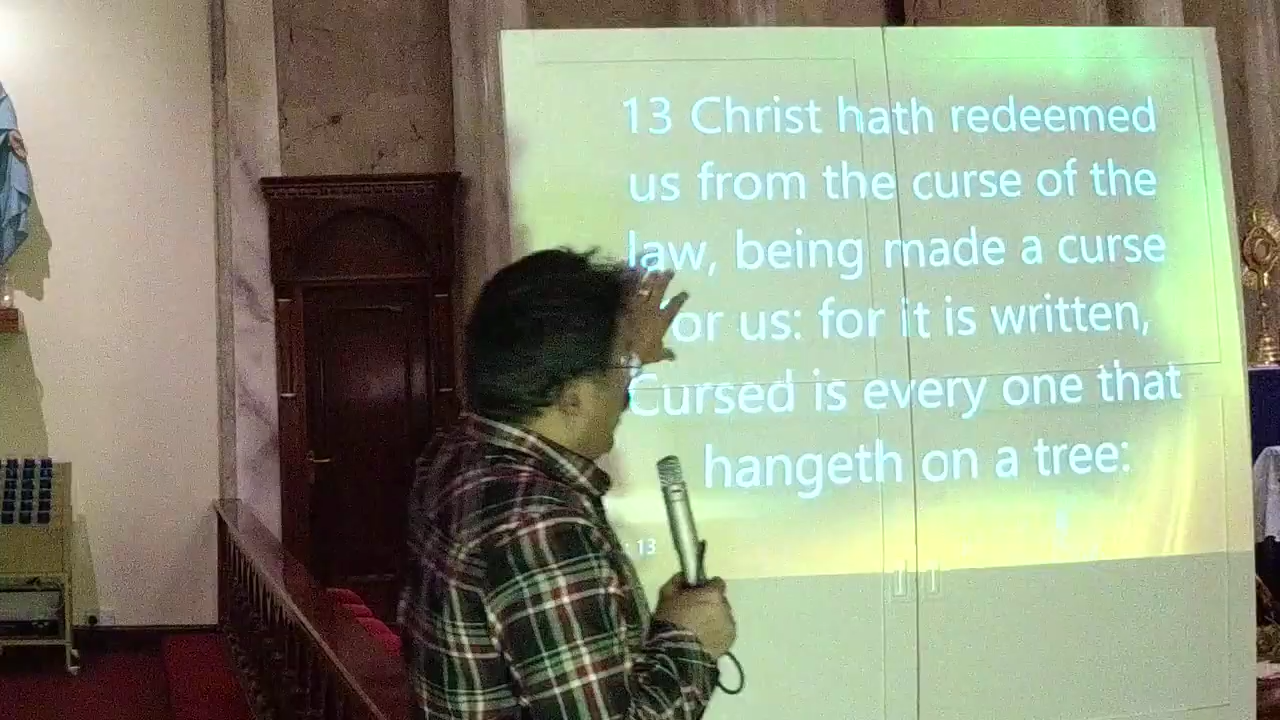 13 Christ hath redeemed
us from the curse of the
law, being made a curse
or us: for it is written,
Cursed is every one that
hangeth on a tree:
: 13